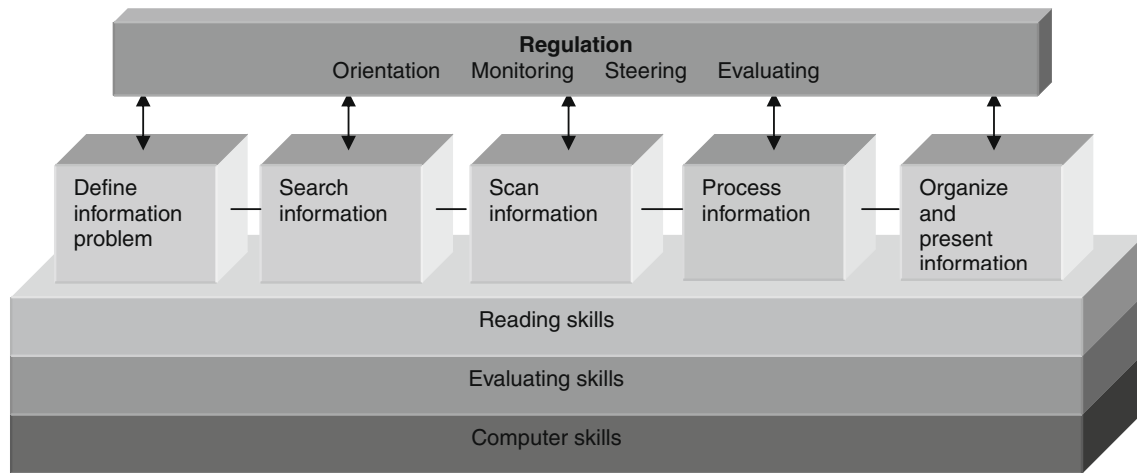 Regulation
Orientation Monitoring Steering Evaluating
Define
information
problem
Search
information
Scan
information
Process
information
Organize
and
present
information
Reading skills
Evaluating skills
Computer skills